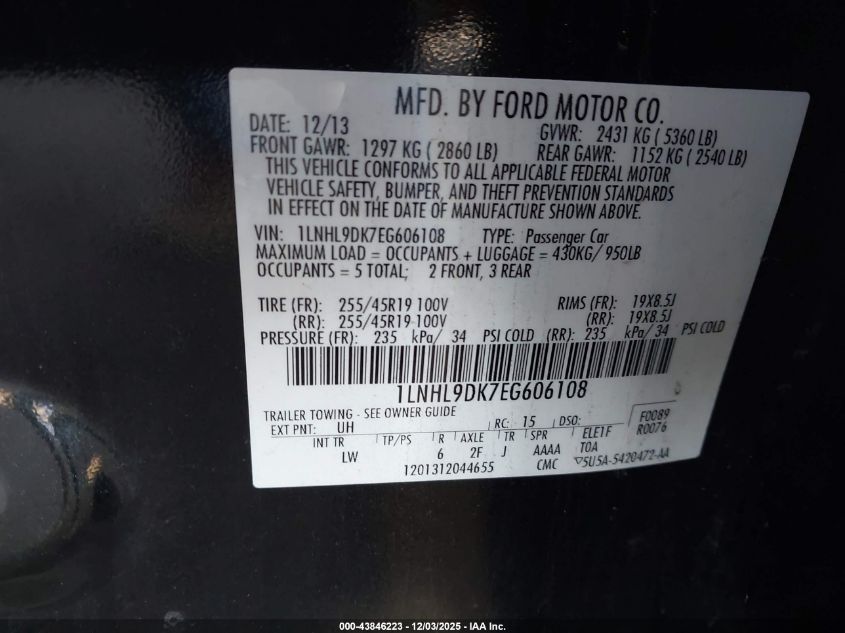 MFD. BY FORD MOTOR CO.
DATE: 12/13 GVWR: 2431 KG ( 5360 LB)
FRONT GAWR: 1297 KG ( 2860 LB) REAR GAWR: 1152 KG ( 2540 LB)
THIS VEHICLE CONFORMS TO ALL APPLICABLE FEDERAL MOTOR
VEHICLE SAFETY, BUMPER, AND THEFT PREVENTION STANDARDS
IN EFFECT ON THE DATE OF MANUFACTURE SHOWN ABOVE.
VIN: 1LNHL9DK7EG606108 TYPE: Passenger Car
MAXIMUM LOAD = OCCUPANTS + LUGGAGE = 430KG/ 950LB
OCCUPANTS = 5 TOTAL; 2 FRONT, 3 REAR
TIRE (FR): 255/45R19 100V RIMS (FR): 19X8.5J
(RR): 255/45R19 100V (RR): 19X8.5J
PRESSURE (FR): 235 kPa/ 34 PSI COLD (RR): 235 kPa/ 34 PSI COLD
1LNHL9DK7EG606108
TRAILER TOWING - SEE OWNER GUIDE
EXT PNT: UH RC: 15 DSO: F0089
INT TR TP/PS R AXLE TR SPR ELE1F R0076
LW 6 2F J AAAA T0A
1201312044655 CMC 5U5A-5420472-AA
000-43846223 - 12/03/2025 - IAA Inc.